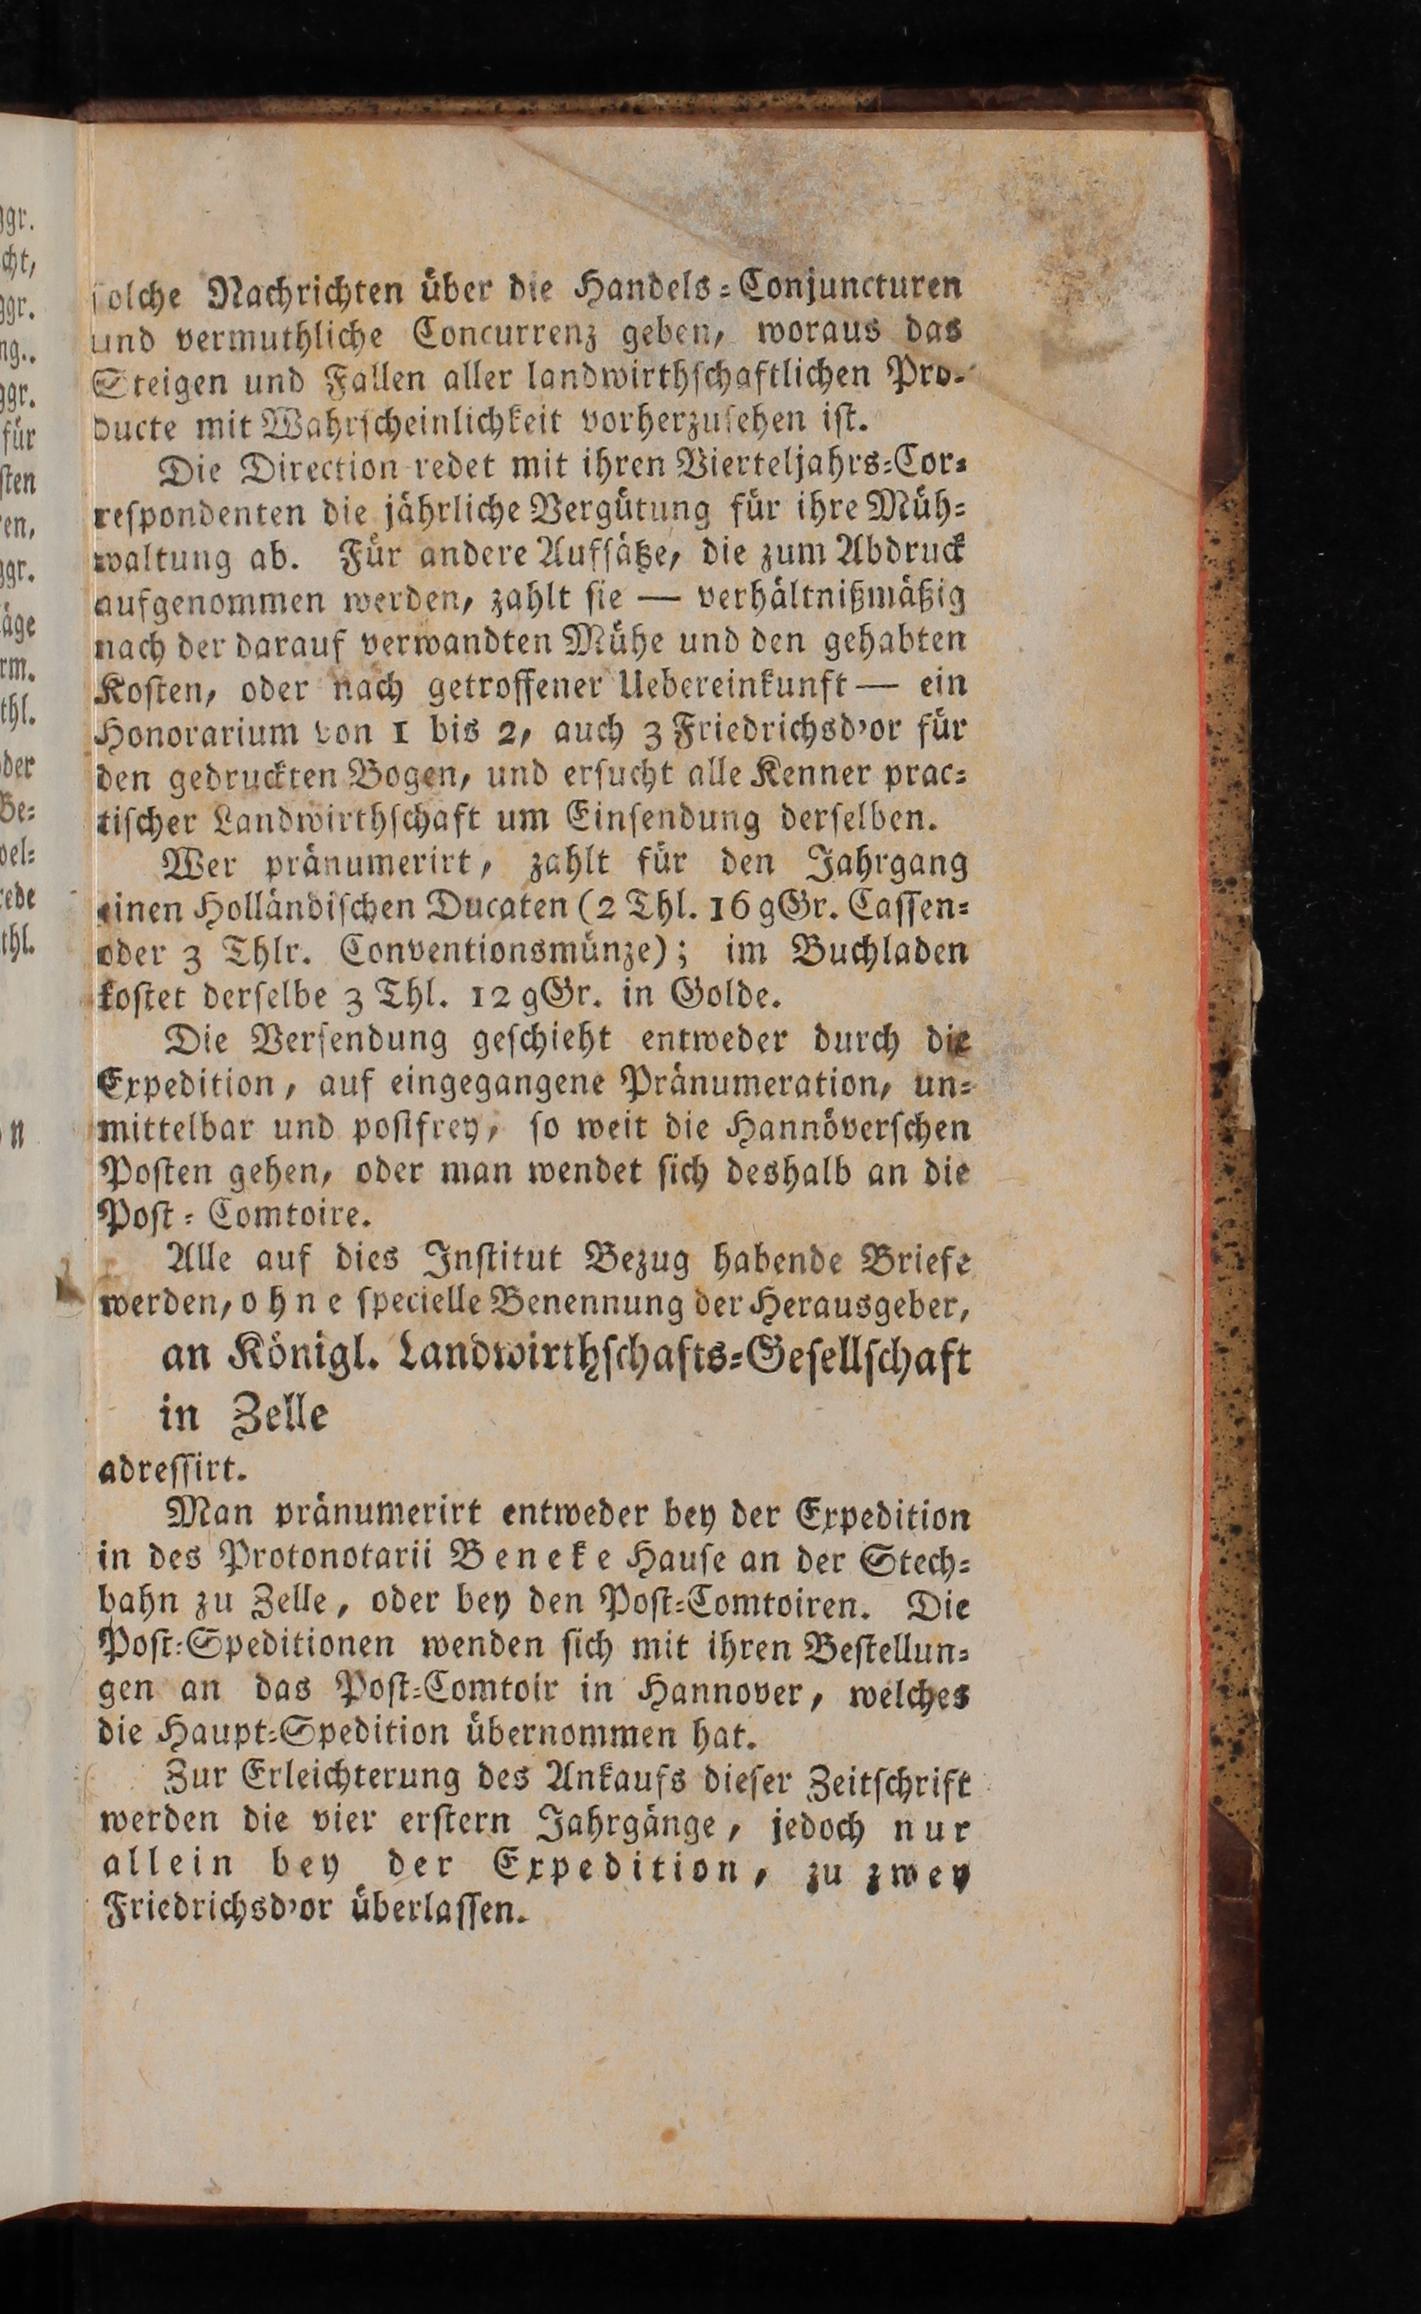 solche Nachrichten über die Handels-Conjuncturen
und vermuthliche Concurrenz geben, woraus das
Steigen und Fallen aller landwirthschaftlichen Pro-
ducte mit Wahrscheinlichkeit vorherzusehen ist.
Die Direction redet mit ihren Vierteljahrs-Cor-
respondenten die jährliche Vergütung für ihre Müh-
waltung ab. Für andere Aufsätze, die zum Abdruck
aufgenommen werden, zahlt sie — verhältnißmäßig
nach der darauf verwandten Mühe und den gehabten
Kosten, oder nach getroffener Uebereinkunft — ein
Honorarium von 1 bis 2, auch 3 Friedrichsd'or für
den gedruckten Bogen, und ersucht alle Kenner prac-
tischer Landwirthschaft um Einsendung derselben.
Wer pränumerirt, zahlt für den Jahrgang
einen Holländischen Ducaten (2 Thl. 16 gGr. Cassen-
oder 3 Thlr. Conventionsmünze); im Buchladen
kostet derselbe 3 Thl. 12 gGr. in Golde.
Die Versendung geschieht entweder durch die
Expedition, auf eingegangene Pränumeration, un-
mittelbar und postfrey, so weit die Hannöverschen
Posten gehen, oder man wendet sich deshalb an die
Post-Comtoire.
Alle auf dies Institut Bezug habende Briefe
werden, ohne specielle Benennung der Herausgeber,
an Königl. Landwirthschafts-Gesellschaft
in Zelle
adressirt.
Man pränumerirt entweder bey der Expedition
in des Protonotarii Beneke Hause an der Stech-
bahn zu Zelle, oder bey den Post-Comtoiren. Die
Post-Speditionen wenden sich mit ihren Bestellun-
gen an das Post-Comtoir in Hannover, welches
die Haupt-Spedition übernommen hat.
Zur Erleichterung des Ankaufs dieser Zeitschrift
werden die vier erstern Jahrgänge, jedoch nur
allein bey der Expedition, zu zwey
Friedrichsd'or überlassen.